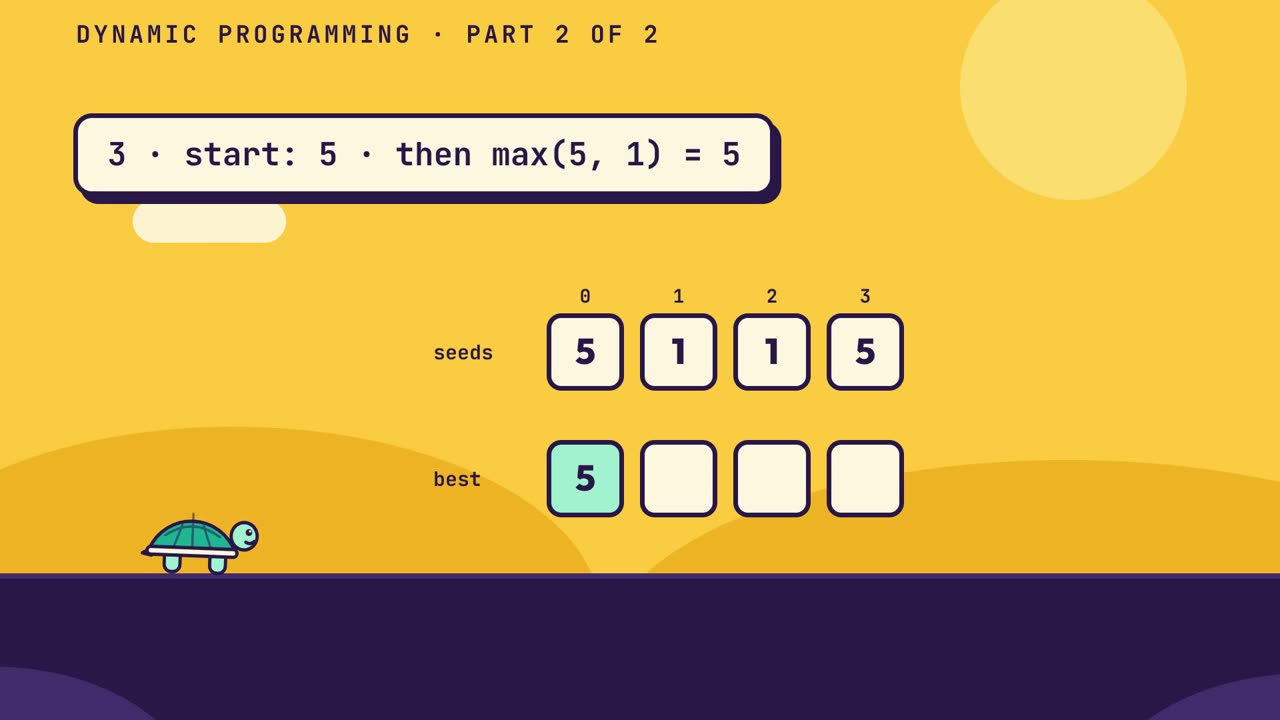 DYNAMIC PROGRAMMING · PART 2 OF 2
3 · start: 5 · then max(5, 1) = 5
0 1 2 3
seeds 5 1 1 5
best 5